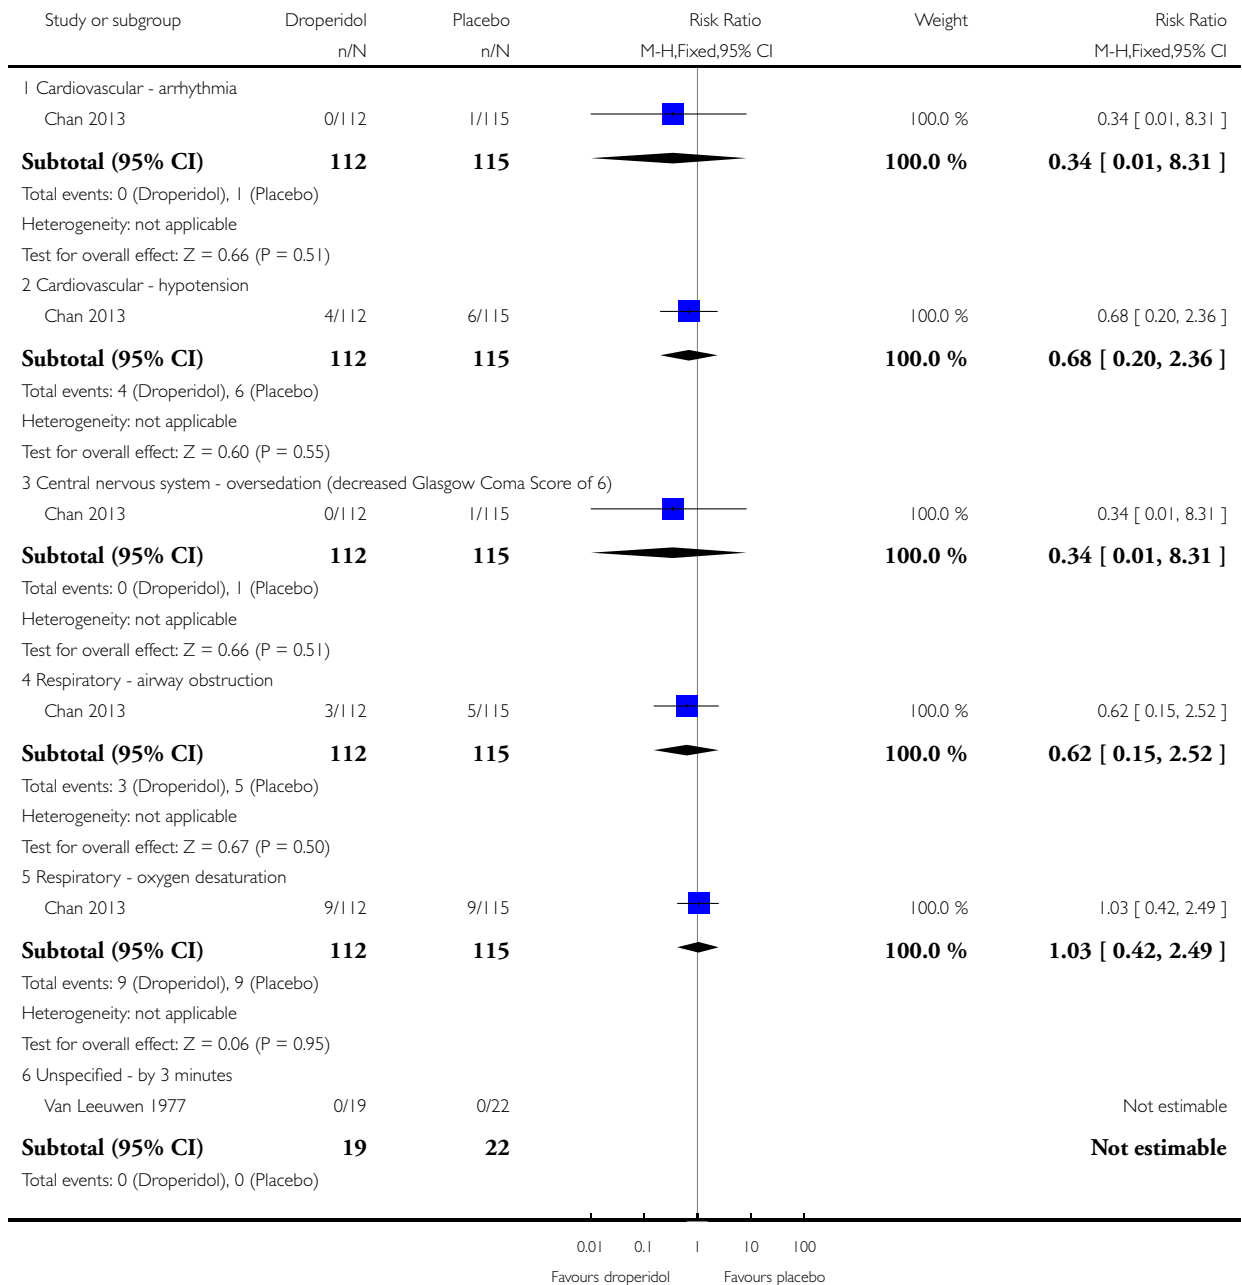 Study or subgroup Droperidol Placebo Risk Ratio Weight Risk Ratio
n/N n/N M-H,Fixed,95% CI M-H,Fixed,95% CI
1 Cardiovascular - arrhythmia
Chan 2013 0/112 1/115 100.0 % 0.34 [ 0.01, 8.31 ]
Subtotal (95% CI) 112 115 100.0 % 0.34 [ 0.01, 8.31 ]
Total events: 0 (Droperidol), 1 (Placebo)
Heterogeneity: not applicable
Test for overall effect: Z = 0.66 (P = 0.51)
2 Cardiovascular - hypotension
Chan 2013 4/112 6/115 100.0 % 0.68 [ 0.20, 2.36 ]
Subtotal (95% CI) 112 115 100.0 % 0.68 [ 0.20, 2.36 ]
Total events: 4 (Droperidol), 6 (Placebo)
Heterogeneity: not applicable
Test for overall effect: Z = 0.60 (P = 0.55)
3 Central nervous system - oversedation (decreased Glasgow Coma Score of 6)
Chan 2013 0/112 1/115 100.0 % 0.34 [ 0.01, 8.31 ]
Subtotal (95% CI) 112 115 100.0 % 0.34 [ 0.01, 8.31 ]
Total events: 0 (Droperidol), 1 (Placebo)
Heterogeneity: not applicable
Test for overall effect: Z = 0.66 (P = 0.51)
4 Respiratory - airway obstruction
Chan 2013 3/112 5/115 100.0 % 0.62 [ 0.15, 2.52 ]
Subtotal (95% CI) 112 115 100.0 % 0.62 [ 0.15, 2.52 ]
Total events: 3 (Droperidol), 5 (Placebo)
Heterogeneity: not applicable
Test for overall effect: Z = 0.67 (P = 0.50)
5 Respiratory - oxygen desaturation
Chan 2013 9/112 9/115 100.0 % 1.03 [ 0.42, 2.49 ]
Subtotal (95% CI) 112 115 100.0 % 1.03 [ 0.42, 2.49 ]
Total events: 9 (Droperidol), 9 (Placebo)
Heterogeneity: not applicable
Test for overall effect: Z = 0.06 (P = 0.95)
6 Unspecified - by 3 minutes
Van Leeuwen 1977 0/19 0/22 Not estimable
Subtotal (95% CI) 19 22 Not estimable
Total events: 0 (Droperidol), 0 (Placebo)
0.01 0.1 1 10 100
Favours droperidol Favours placebo